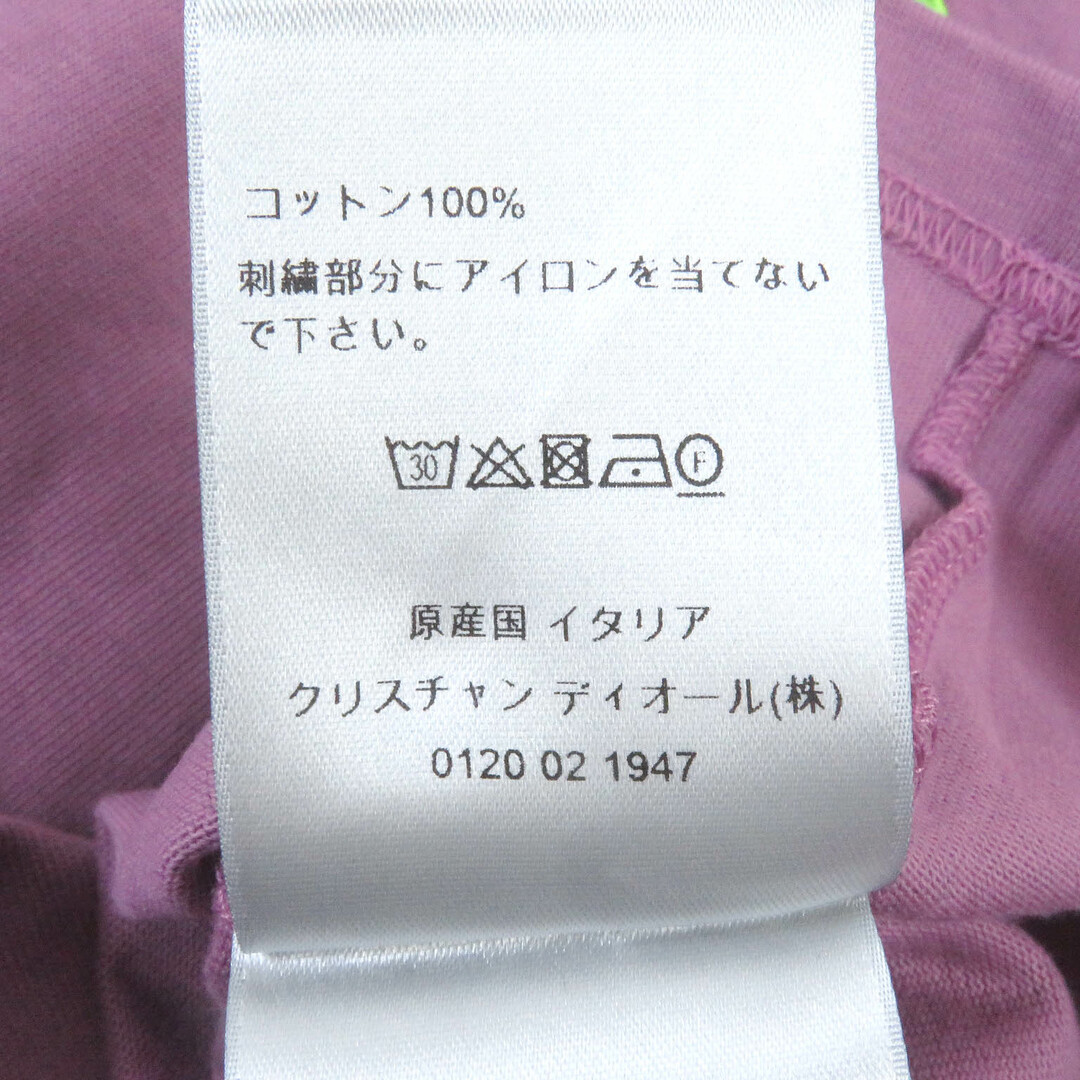 コットン100%
刺繍部分にアイロンを当てない
で下さい。
30 F
原産国 イタリア
クリスチャン ディオール(株)
0120 02 1947